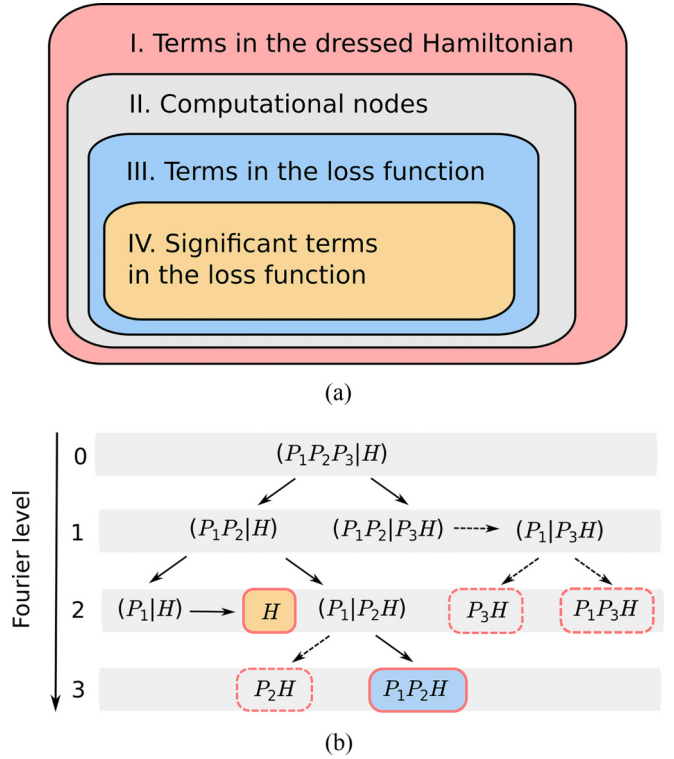 I. Terms in the dressed Hamiltonian
II. Computational nodes
III. Terms in the loss function
IV. Significant terms
in the loss function
(a)
Fourier level
0
(P₁P₂P₃|H)
1
(P₁P₂|H)
(P₁P₂|P₃H)
(P₁|P₃H)
2
(P₁|H)
H
(P₁|P₂H)
P₃H
P₁P₃H
3
P₂H
P₁P₂H
(b)